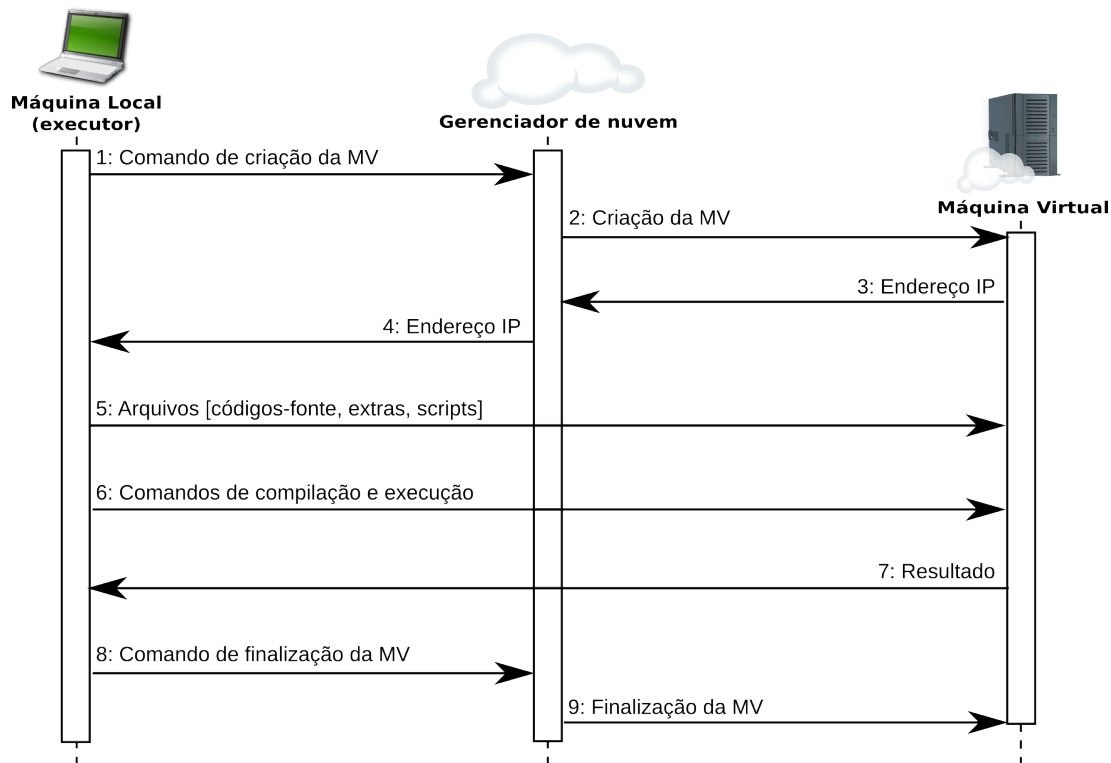 Máquina Local
(executor)
Gerenciador de nuvem
Máquina Virtual
1: Comando de criação da MV
2: Criação da MV
3: Endereço IP
4: Endereço IP
5: Arquivos [códigos-fonte, extras, scripts]
6: Comandos de compilação e execução
7: Resultado
8: Comando de finalização da MV
9: Finalização da MV